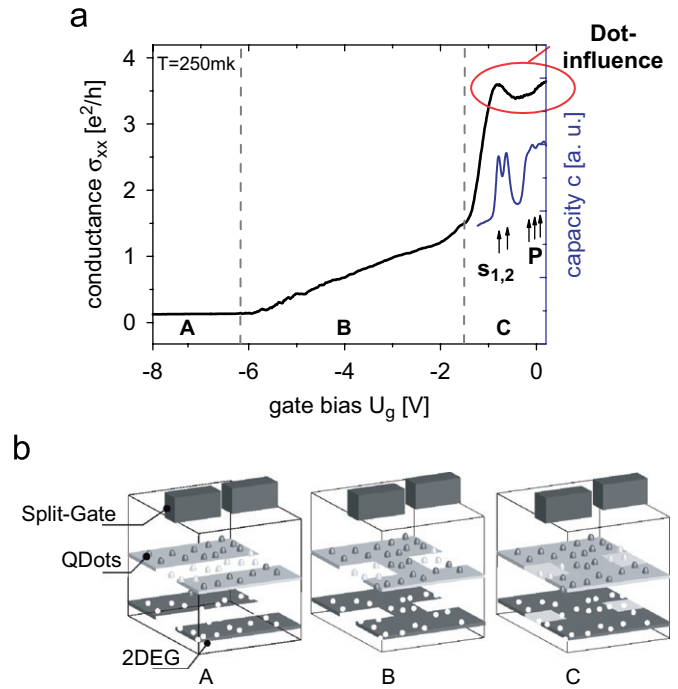 a
T=250mk
Dot-
influence
conductance σxx [e²/h]
4
3
2
1
0
capacity c [a. u.]
s1,2
P
A
B
C
-8
-6
-4
-2
0
gate bias Ug [V]
b
Split-Gate
QDots
2DEG
A
B
C